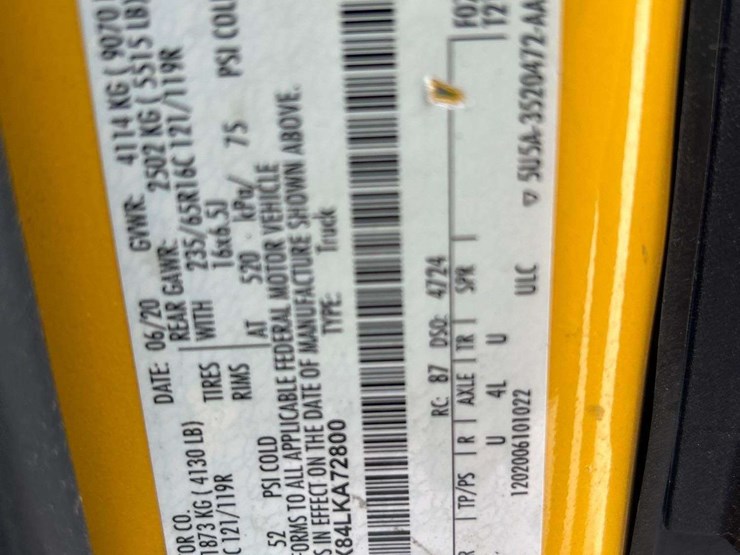 OR CO. DATE: 06/20 GVWR: 4114 KG ( 9070
1873 KG ( 4130 LB) REAR GAWR: 2502 KG ( 5515 LB)
C 121/119R TIRES WITH 235/65R16C 121/119R
RIMS 16x6.5J
52 PSI COLD AT 520 kPa/ 75 PSI COL
ORMS TO ALL APPLICABLE FEDERAL MOTOR VEHICLE
S IN EFFECT ON THE DATE OF MANUFACTURE SHOWN ABOVE.
X84LKA72800 TYPE: Truck
RC: 87 DSO: 4724
R | TP/PS | R | AXLE | TR | SPR |
U 4L U
1202006101022 ULC ▽ 5U5A-3520472-AA